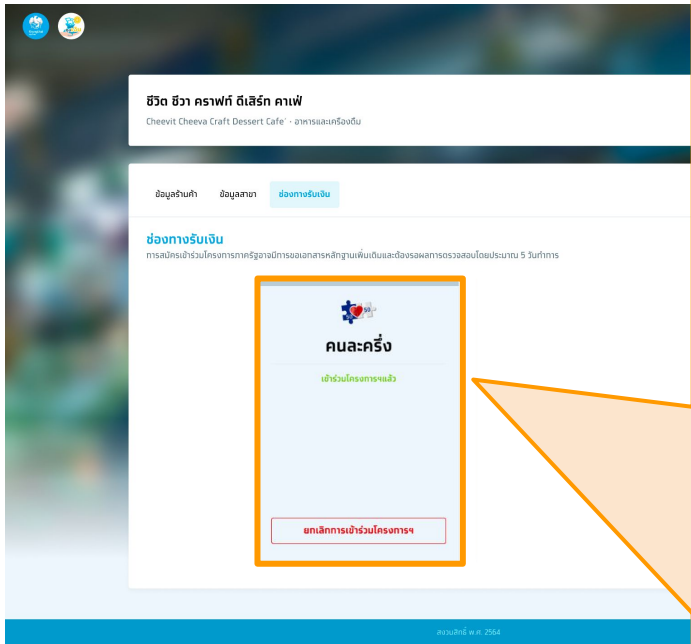 ชีวิต ชีวา คราฟท์ ดีเสิร์ท คาเฟ่
Cheevit Cheeva Craft Dessert Cafe' - อาหารและเครื่องดื่ม
ข้อมูลร้านค้า ข้อมูลสาขา ช่องทางรับเงิน
ช่องทางรับเงิน
การสมัครเข้าร่วมโครงการภาครัฐอาจมีการขอเอกสารหลักฐานเพิ่มเติมและต้องรอผลการตรวจสอบโดยประมาณ 5 วันทำการ
50
คนละครึ่ง
เข้าร่วมโครงการฯแล้ว
ยกเลิกการเข้าร่วมโครงการฯ
สงวนสิทธิ์ พ.ศ. 2564